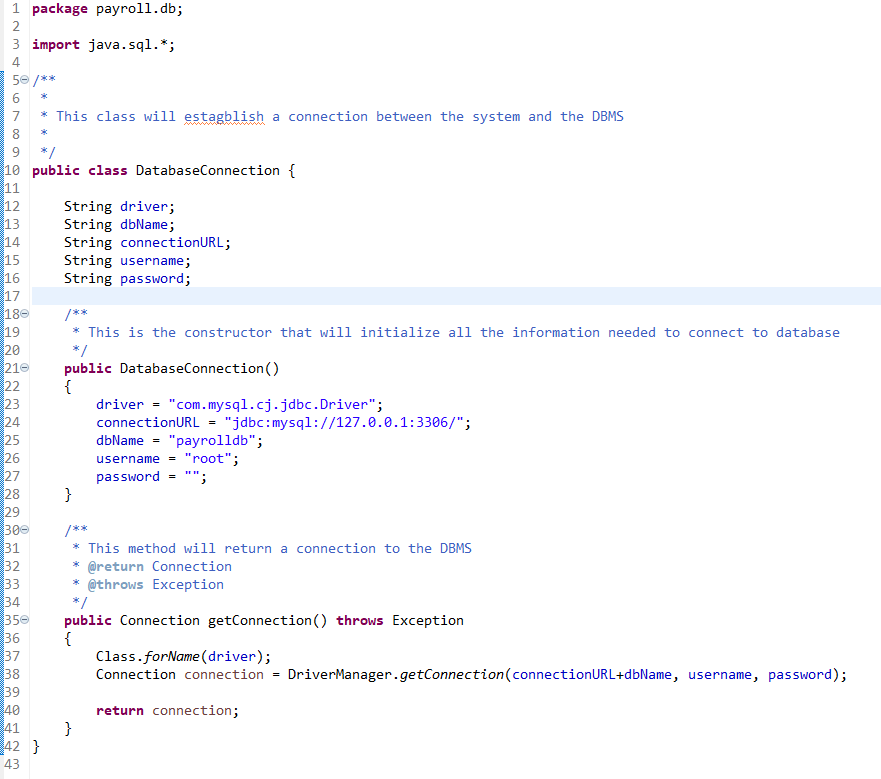 1 package payroll.db;
2
3 import java.sql.*;
4
5 /**
6  *
7  * This class will estagblish a connection between the system and the DBMS
8  *
9  */
10 public class DatabaseConnection {
11
12     String driver;
13     String dbName;
14     String connectionURL;
15     String username;
16     String password;
17
18     /**
19      * This is the constructor that will initialize all the information needed to connect to database
20      */
21     public DatabaseConnection()
22     {
23         driver = "com.mysql.cj.jdbc.Driver";
24         connectionURL = "jdbc:mysql://127.0.0.1:3306/";
25         dbName = "payrolldb";
26         username = "root";
27         password = "";
28     }
29
30     /**
31      * This method will return a connection to the DBMS
32      * @return Connection
33      * @throws Exception
34      */
35     public Connection getConnection() throws Exception
36     {
37         Class.forName(driver);
38         Connection connection = DriverManager.getConnection(connectionURL+dbName, username, password);
39
40         return connection;
41     }
42 }
43